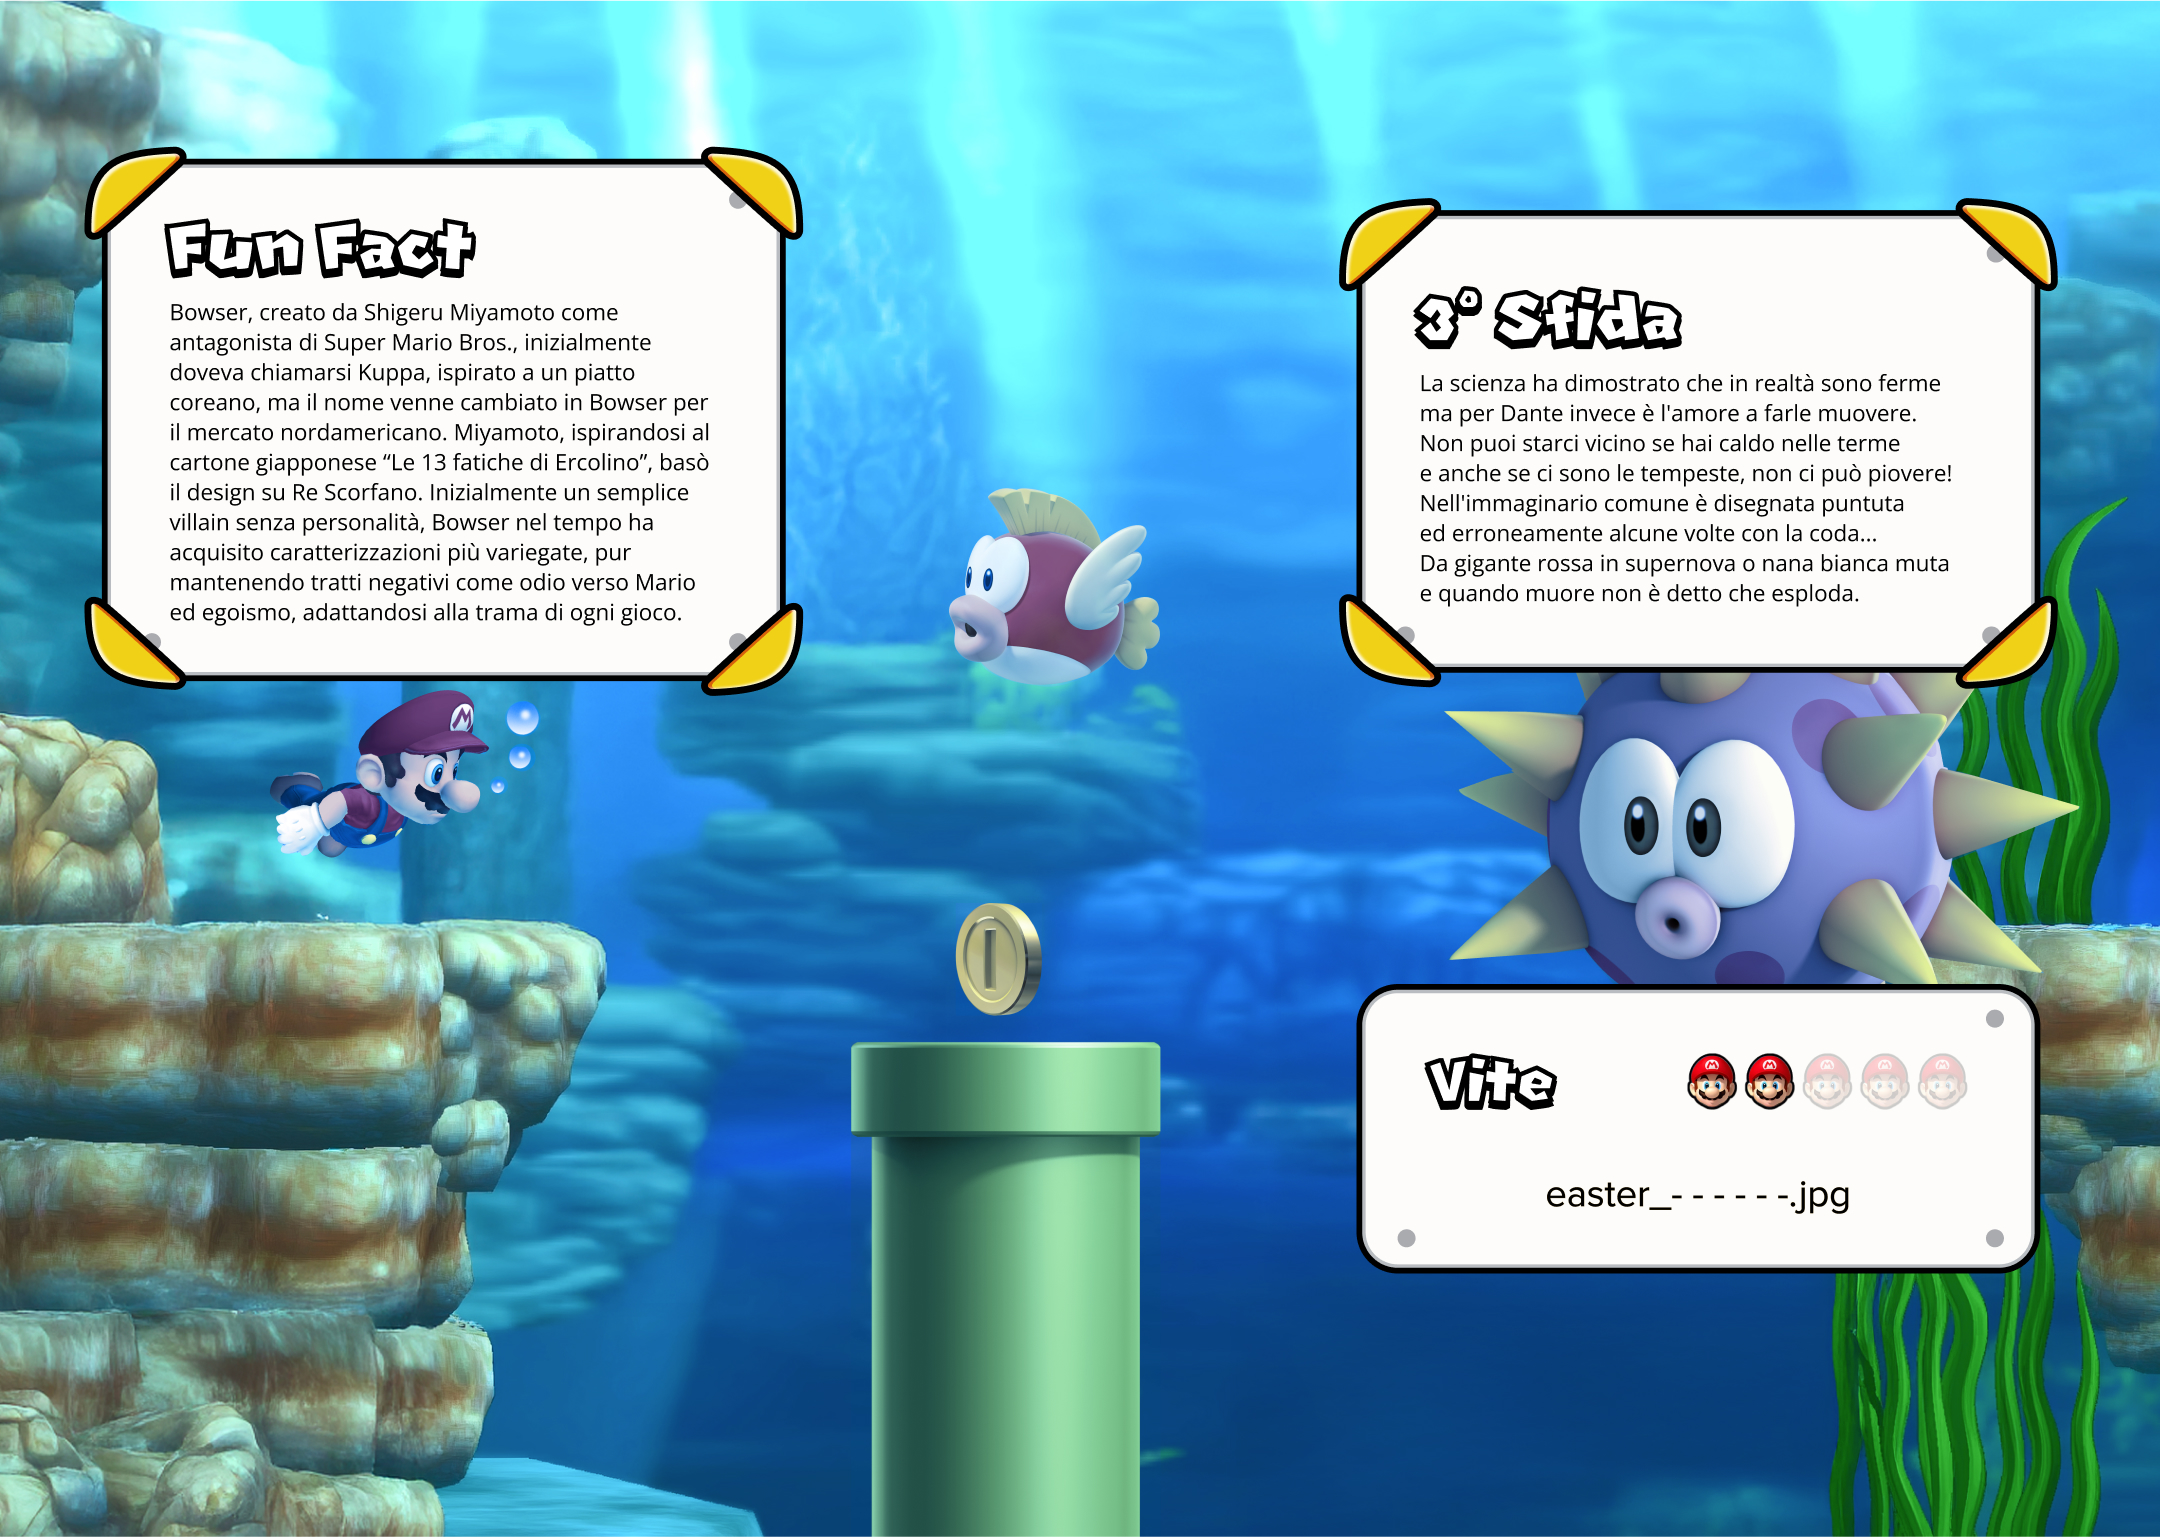 Fun Fact
Bowser, creato da Shigeru Miyamoto come
antagonista di Super Mario Bros., inizialmente
doveva chiamarsi Kuppa, ispirato a un piatto
coreano, ma il nome venne cambiato in Bowser per
il mercato nordamericano. Miyamoto, ispirandosi al
cartone giapponese “Le 13 fatiche di Ercolino”, basò
il design su Re Scorfano. Inizialmente un semplice
villain senza personalità, Bowser nel tempo ha
acquisito caratterizzazioni più variegate, pur
mantenendo tratti negativi come odio verso Mario
ed egoismo, adattandosi alla trama di ogni gioco.
3° Sfida
La scienza ha dimostrato che in realtà sono ferme
ma per Dante invece è l'amore a farle muovere.
Non puoi starci vicino se hai caldo nelle terme
e anche se ci sono le tempeste, non ci può piovere!
Nell'immaginario comune è disegnata puntuta
ed erroneamente alcune volte con la coda...
Da gigante rossa in supernova o nana bianca muta
e quando muore non è detto che esploda.
M
Vite
M M M M M
easter_- - - - - -.jpg